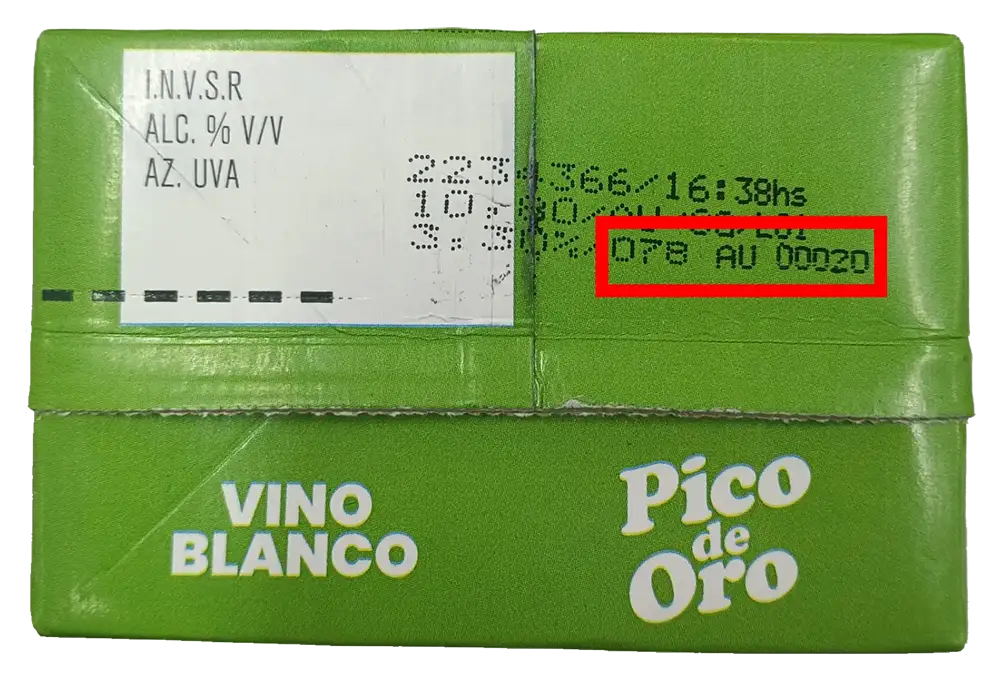 I.N.V.S.R
ALC. % V/V
AZ. UVA
366/16:38hs
078 AU 00020
VINO
BLANCO
Pico
de
Oro